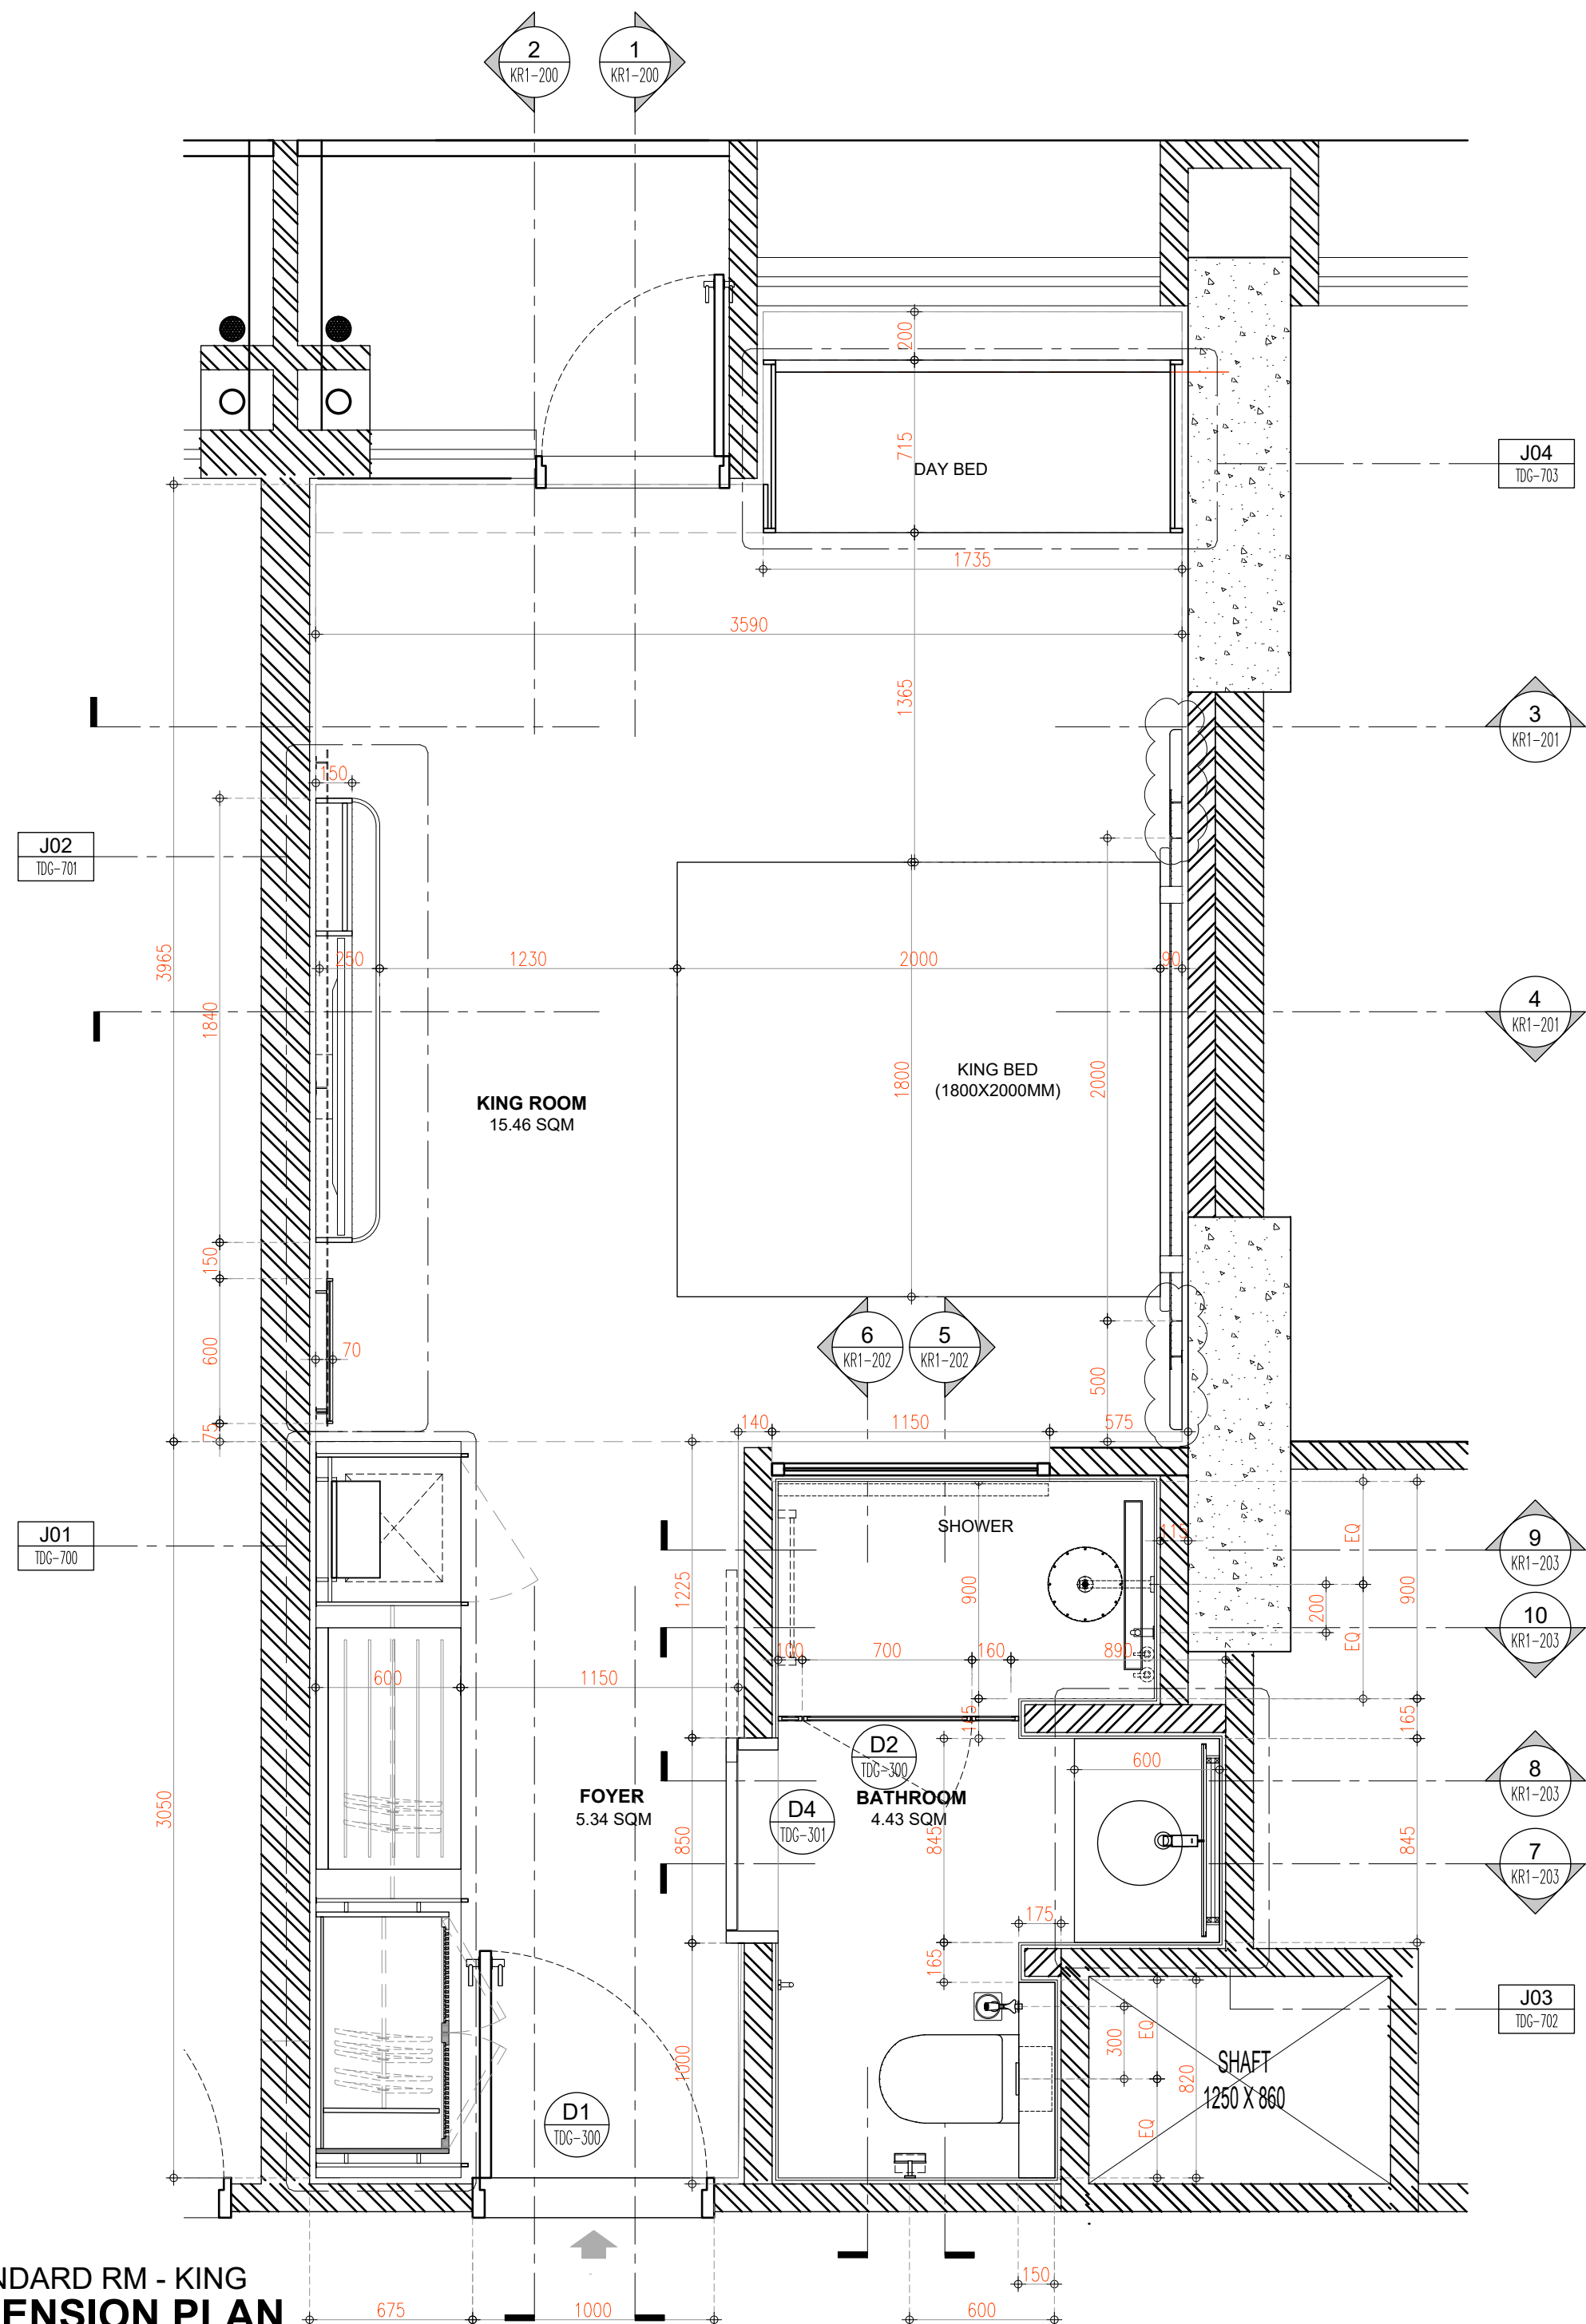 2
KR1-200
1
KR1-200
200
715
DAY BED
J04
TDG-703
1735
3590
1365
3
KR1-201
150
J02
TDG-701
3965
250
1230
2000
90
1840
4
KR1-201
1800
KING BED
(1800X2000MM)
2000
KING ROOM
15.46 SQM
150
600
70
75
6
KR1-202
5
KR1-202
500
140
1150
575
J01
TDG-700
SHOWER
115
EQ
9
KR1-203
1225
900
200
900
10
KR1-203
EQ
100
700
160
890
600
1150
165
165
D2
TDG-300
600
8
KR1-203
3050
FOYER
5.34 SQM
BATHROOM
4.43 SQM
D4
TDG-301
850
845
845
7
KR1-203
175
165
J03
TDG-702
300
EQ
1000
820
SHAFT
1250 X 860
D1
TDG-300
EQ
150
NDARD RM - KING
ENSION PLAN
675
1000
600